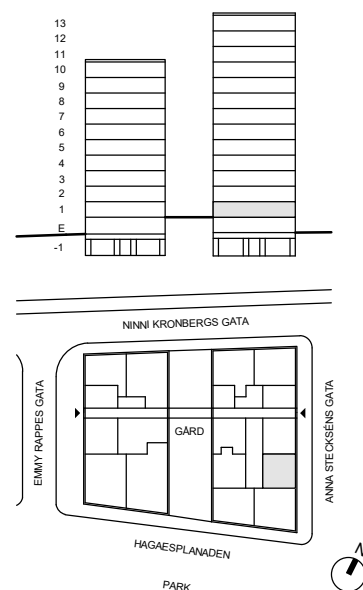 13
12
11
10
9
8
7
6
5
4
3
2
1
E
-1
NINNI KRONBERGS GATA
EMMY RAPPES GATA
GÅRD
ANNA STECKSÉNS GATA
HAGAESPLANADEN
PARK
N